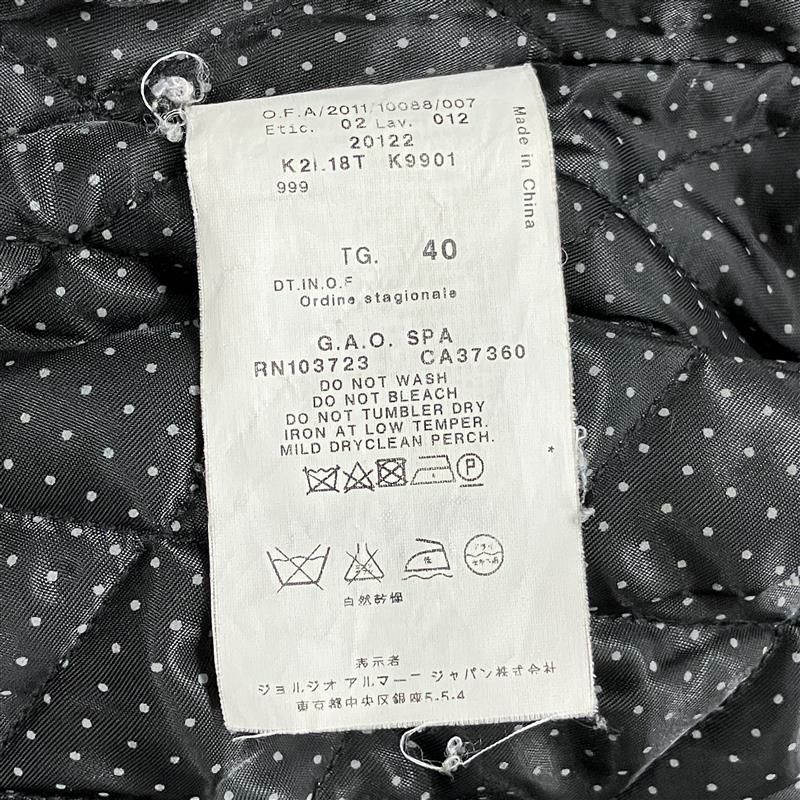 O.F.A/2011/10088/007
Etic. 02 Lav. 012
20122
K2I.18T K9901
999
Made in China
TG. 40
DT.IN.O.F
Ordine stagionale
G.A.O. SPA
RN103723 CA37360
DO NOT WASH
DO NOT BLEACH
DO NOT TUMBLER DRY
IRON AT LOW TEMPER.
MILD DRYCLEAN PERCH.
*
P
低
ドライ
自然乾燥
表示者
ジョルジオ アルマーニ ジャパン株式会社
東京都中央区銀座5-5-4